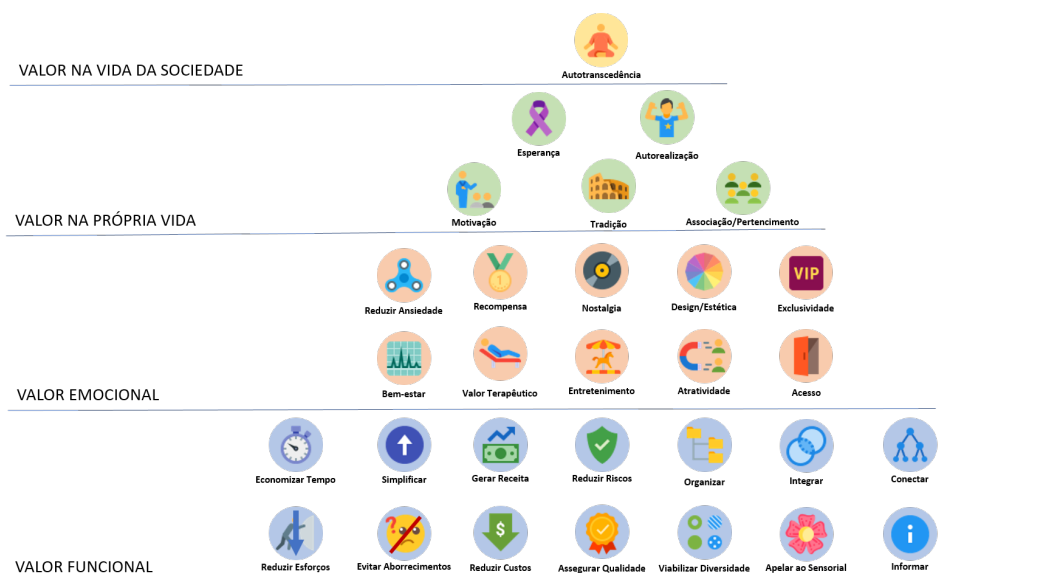 Autotranscedência
VALOR NA VIDA DA SOCIEDADE
Esperança
Autorealização
Motivação
Tradição
Associação/Pertencimento
VALOR NA PRÓPRIA VIDA
VIP
Reduzir Ansiedade
Recompensa
Nostalgia
Design/Estética
Exclusividade
Bem-estar
Valor Terapêutico
Entretenimento
Atratividade
Acesso
VALOR EMOCIONAL
Economizar Tempo
Simplificar
Gerar Receita
Reduzir Riscos
Organizar
Integrar
Conectar
Reduzir Esforços
Evitar Aborrecimentos
Reduzir Custos
Assegurar Qualidade
Viabilizar Diversidade
Apelar ao Sensorial
Informar
VALOR FUNCIONAL